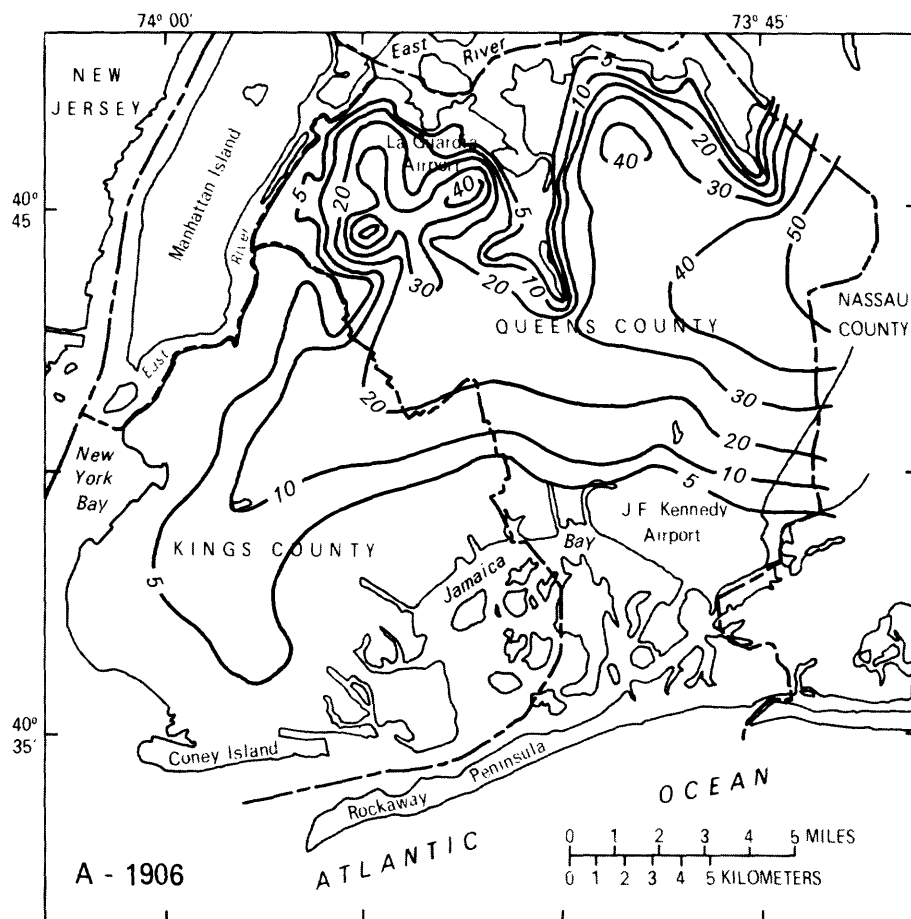 74° 00'
73° 45'
East
River
NEW
JERSEY
Manhattan Island
La Guardia
Airport
5
10
20
40
30
5
20
40
5
20
30
50
40
40°
45'
River
5
30
20
10
QUEENS COUNTY
NASSAU
COUNTY
East
20
30
20
10
5
10
New
York
Bay
J F Kennedy
Airport
KINGS COUNTY
5
Jamaica
Bay
40°
35'
Coney Island
Rockaway Peninsula
ATLANTIC OCEAN
0 1 2 3 4 5 MILES
0 1 2 3 4 5 KILOMETERS
A - 1906